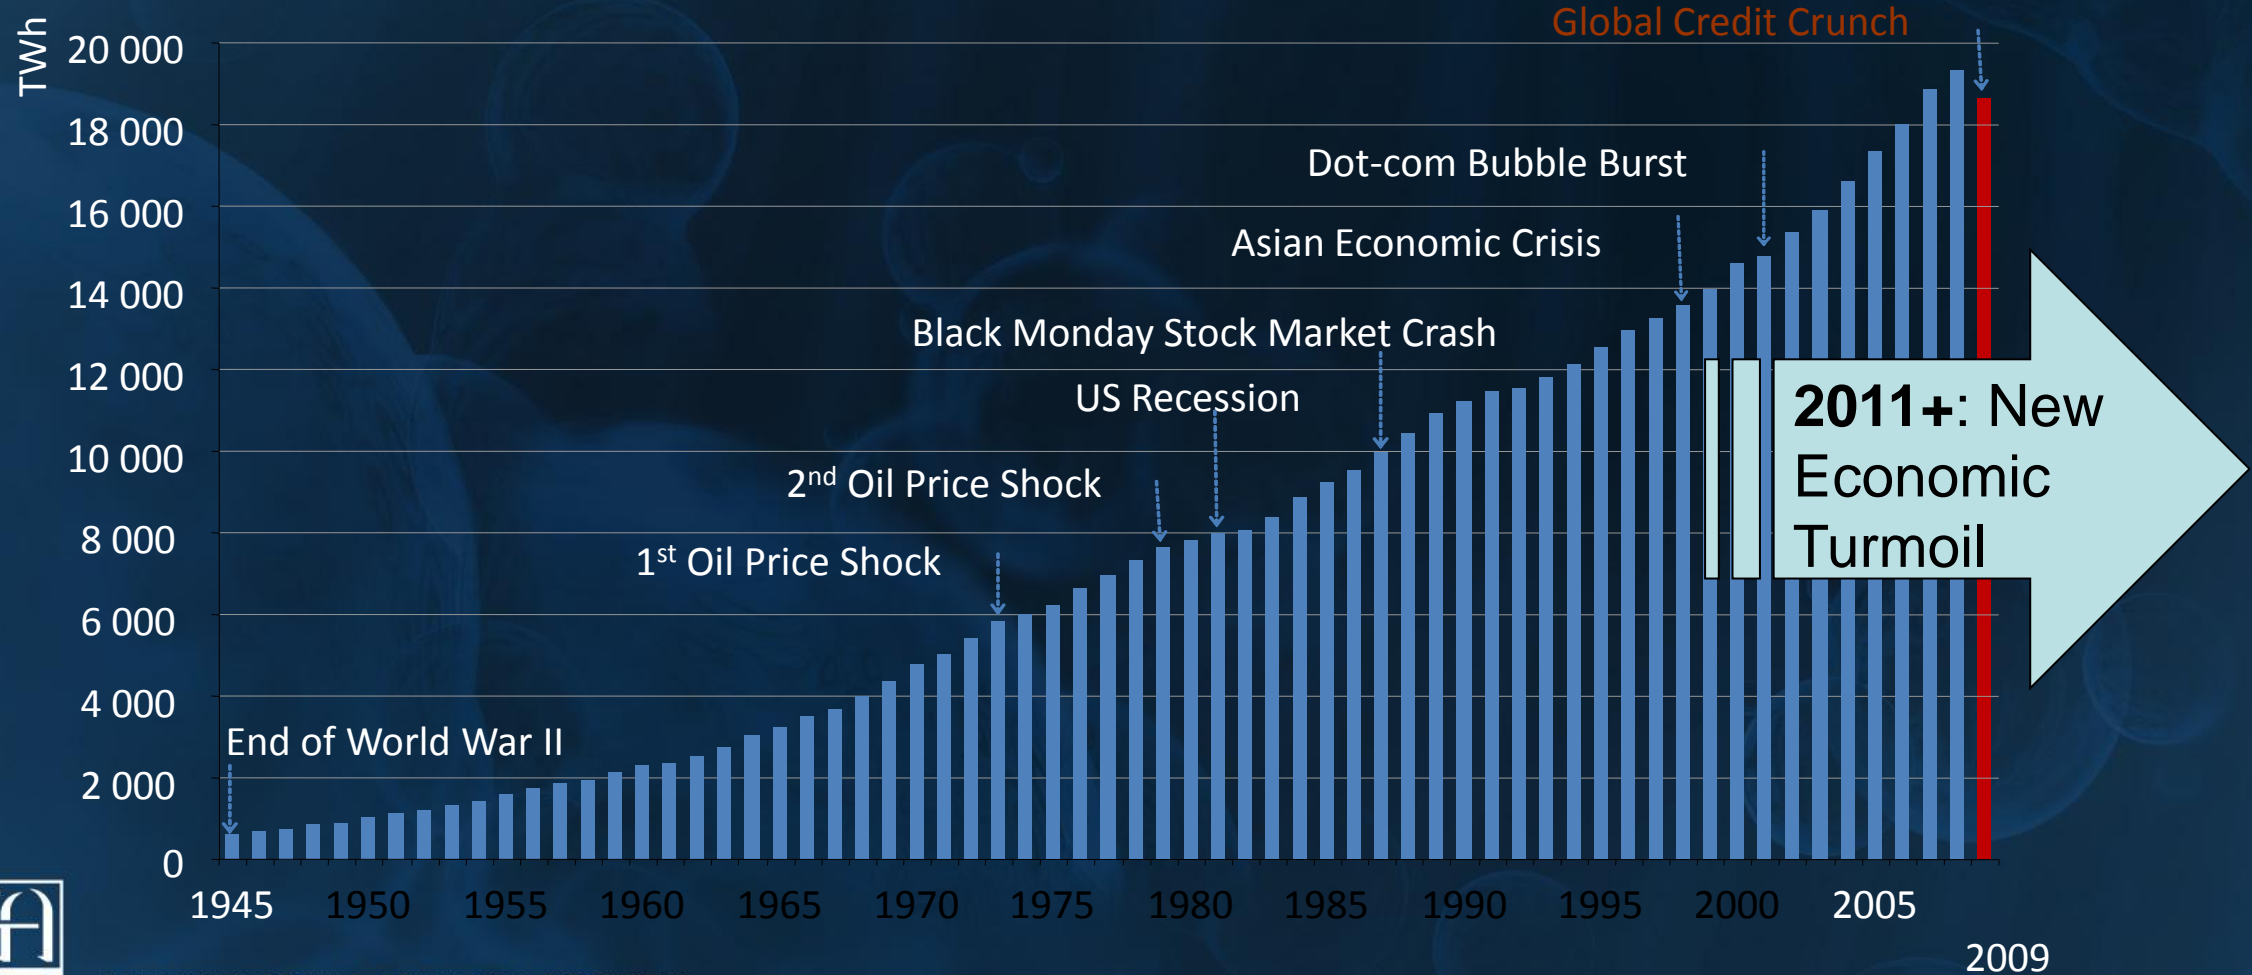 TWh
Global Credit Crunch
20 000
18 000
Dot-com Bubble Burst
16 000
Asian Economic Crisis
14 000
Black Monday Stock Market Crash
12 000
US Recession
2011+: New
Economic
Turmoil
10 000
2nd Oil Price Shock
8 000
1st Oil Price Shock
6 000
4 000
End of World War II
2 000
0
1945 1950 1955 1960 1965 1970 1975 1980 1985 1990 1995 2000 2005
2009